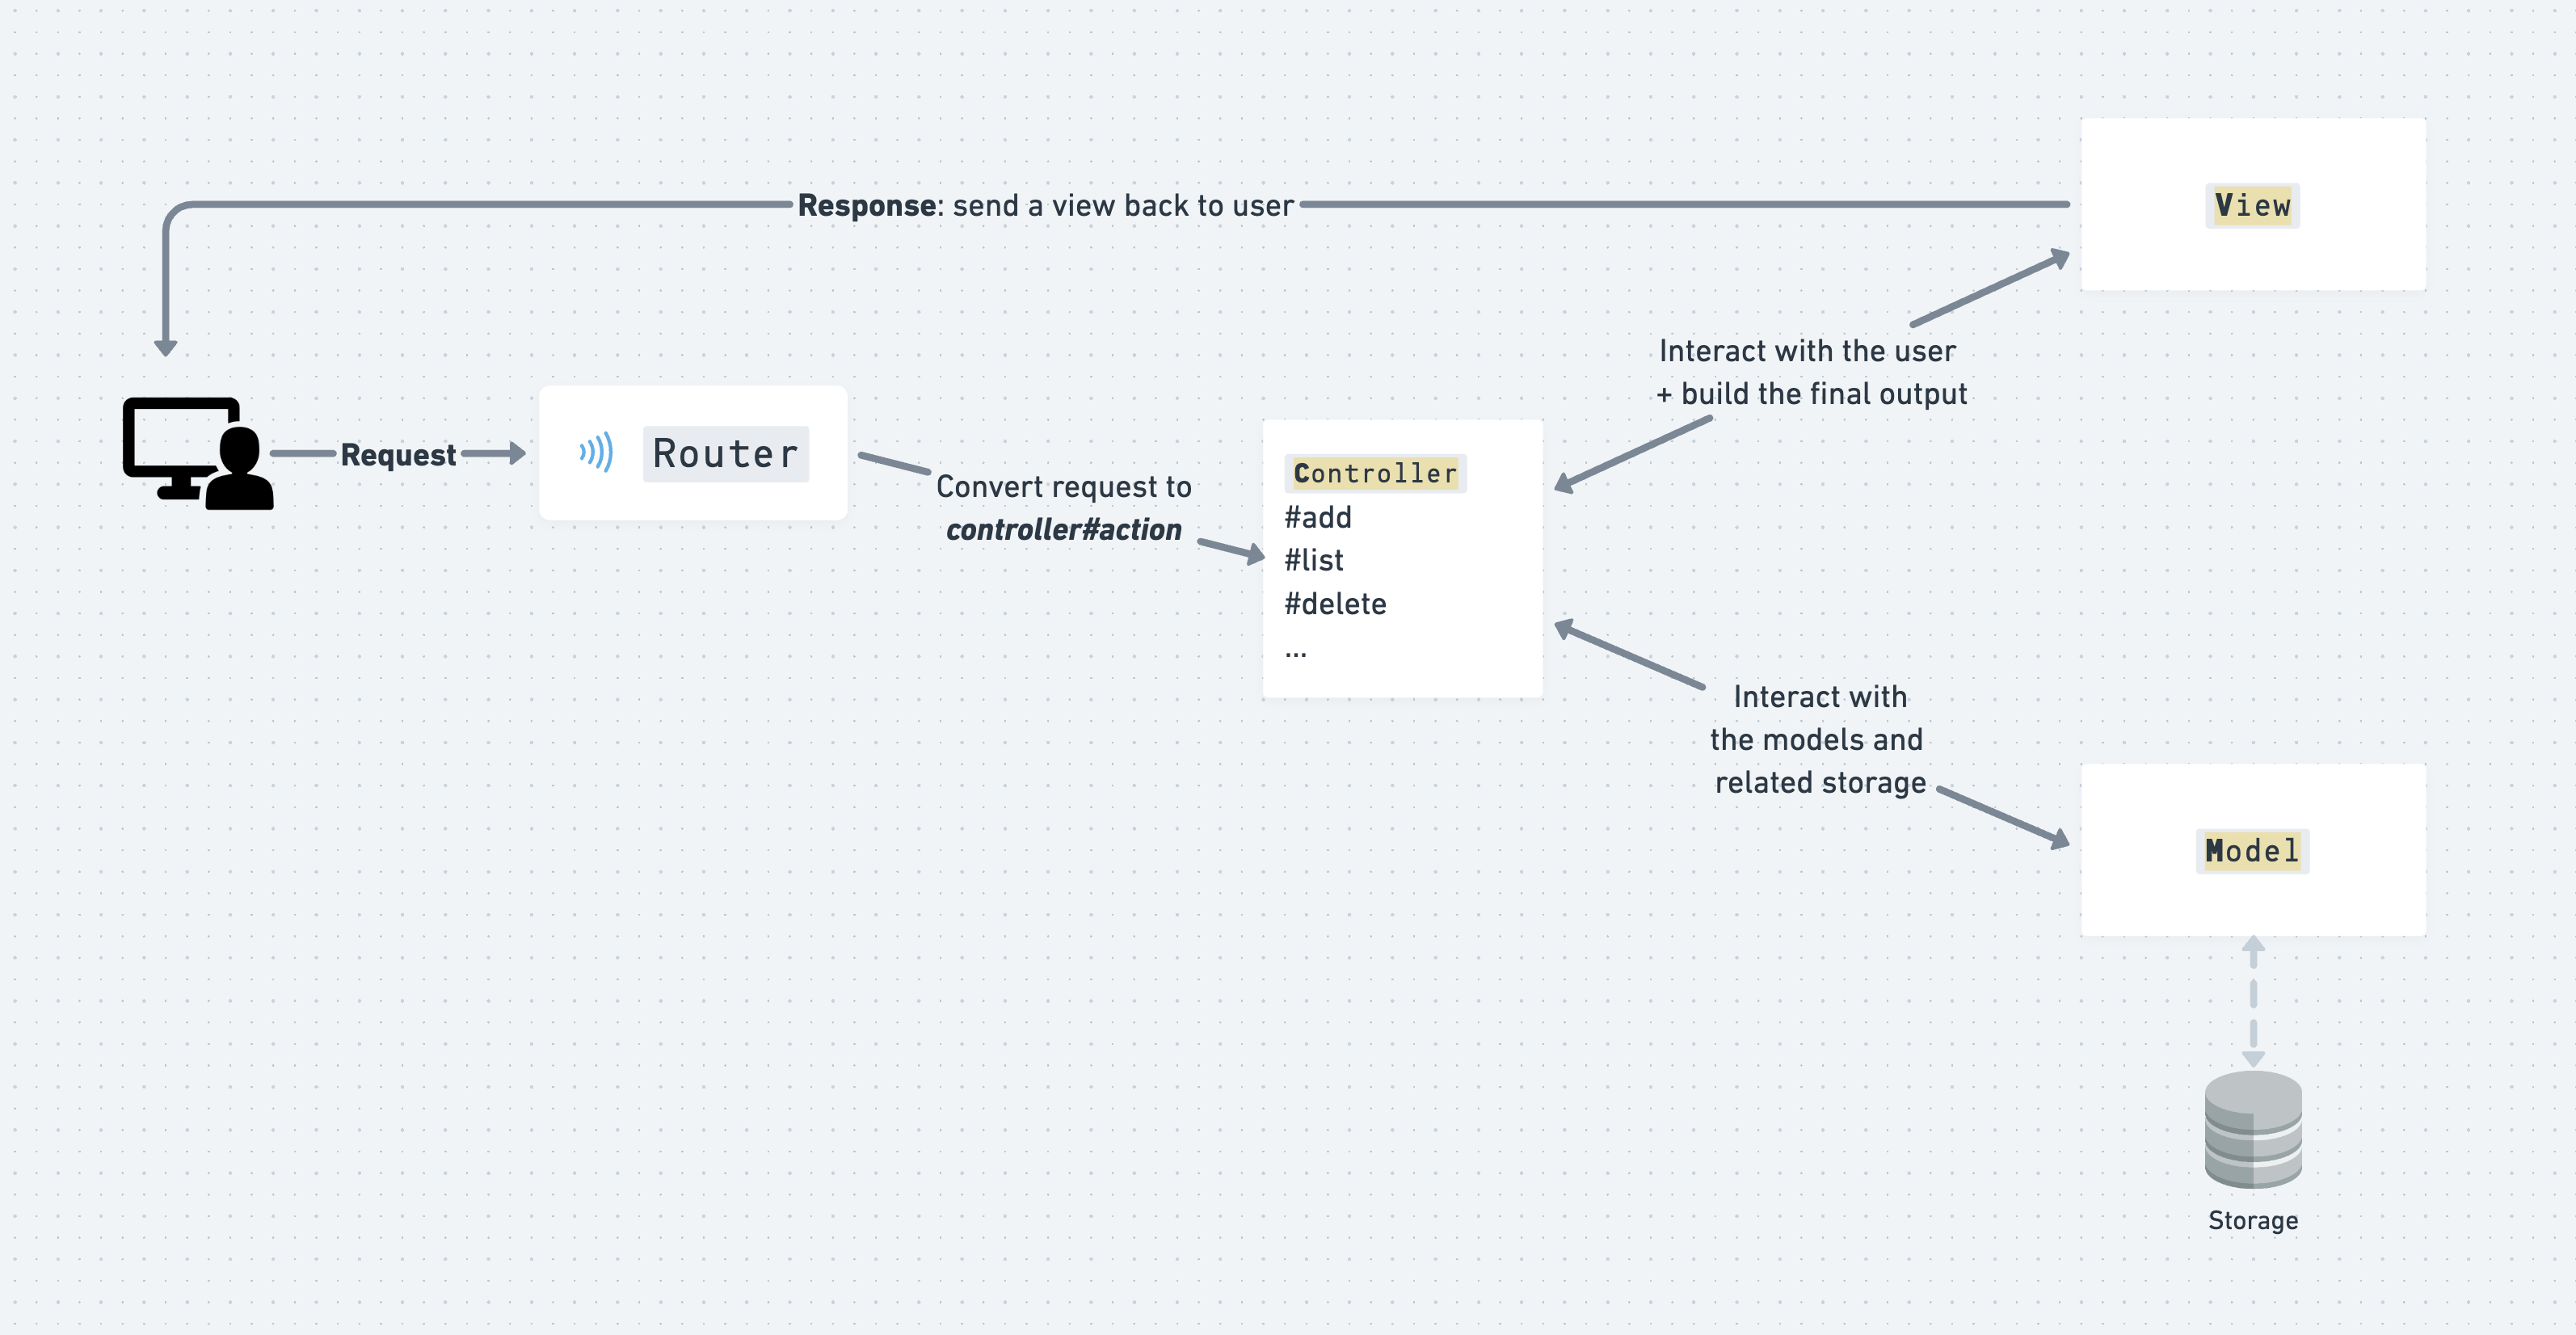 Response: send a view back to user
View
Interact with the user
+ build the final output
Request
Router
Convert request to
controller#action
Controller
#add
#list
#delete
...
Interact with
the models and
related storage
Model
Storage